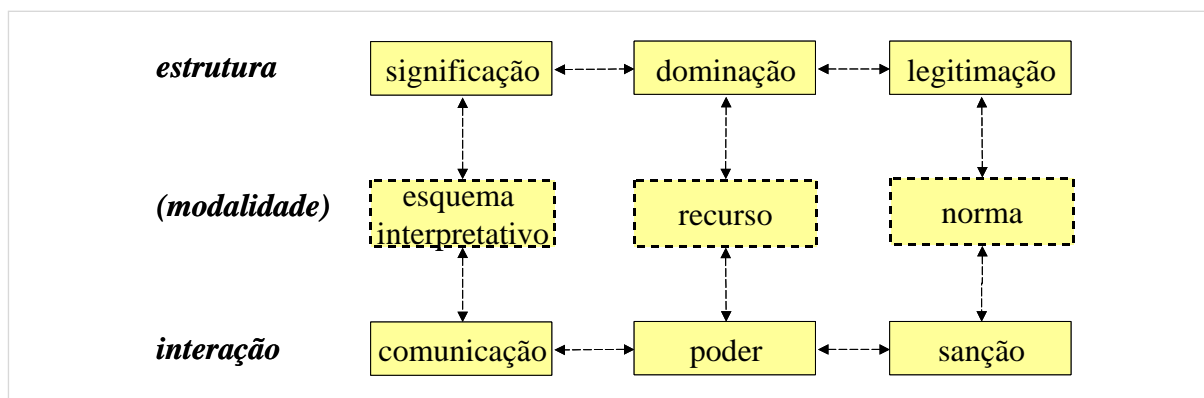 estrutura significação dominação legitimação
(modalidade) esquema interpretativo recurso norma
interação comunicação poder sanção